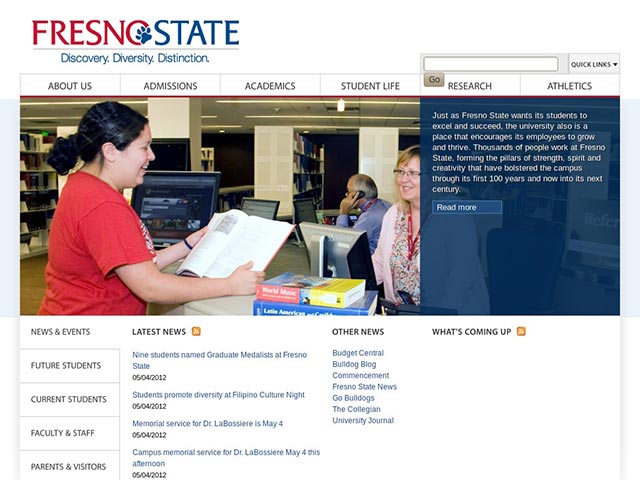 FRESNO STATE
Discovery. Diversity. Distinction.
QUICK LINKS
Go
ABOUT US
ADMISSIONS
ACADEMICS
STUDENT LIFE
RESEARCH
ATHLETICS
Just as Fresno State wants its students to
excel and succeed, the university also is a
place that encourages its employees to grow
and thrive. Thousands of people work at Fresno
State, forming the pillars of strength, spirit and
creativity that have bolstered the campus
through its first 100 years and now into its next
century.
Read more
World Music
Latin American and
NEWS & EVENTS
FUTURE STUDENTS
CURRENT STUDENTS
FACULTY & STAFF
PARENTS & VISITORS
LATEST NEWS
Nine students named Graduate Medalists at Fresno
State
05/04/2012
Students promote diversity at Filipino Culture Night
05/04/2012
Memorial service for Dr. LaBossiere is May 4
05/04/2012
Campus memorial service for Dr. LaBossiere May 4 this
afternoon
05/04/2012
OTHER NEWS
Budget Central
Bulldog Blog
Commencement
Fresno State News
Go Bulldogs
The Collegian
University Journal
WHAT'S COMING UP